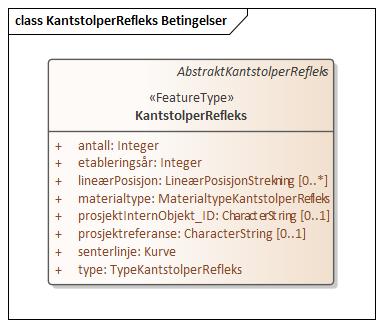 class KantstolperRefleks Betingelser
AbstraktKantstolperRefleks
«FeatureType»
KantstolperRefleks
+ antall: Integer
+ etableringsår: Integer
+ lineærPosisjon: LineærPosisjonStrekning [0..*]
+ materialtype: MaterialtypeKantstolperRefleks
+ prosjektInternObjekt_ID: CharacterString [0..1]
+ prosjektreferanse: CharacterString [0..1]
+ senterlinje: Kurve
+ type: TypeKantstolperRefleks